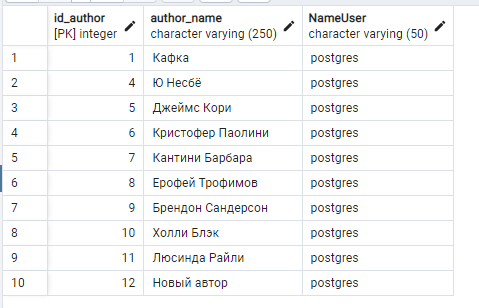 id_author author_name NameUser
[PK] integer character varying (250) character varying (50)
1 1 Кафка postgres
2 4 Ю Несбё postgres
3 5 Джеймс Кори postgres
4 6 Кристофер Паолини postgres
5 7 Кантини Барбара postgres
6 8 Ерофей Трофимов postgres
7 9 Брендон Сандерсон postgres
8 10 Холли Блэк postgres
9 11 Люсинда Райли postgres
10 12 Новый автор postgres